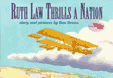 RUTH LAW THRILLS A NATION
story and pictures by Don Brown